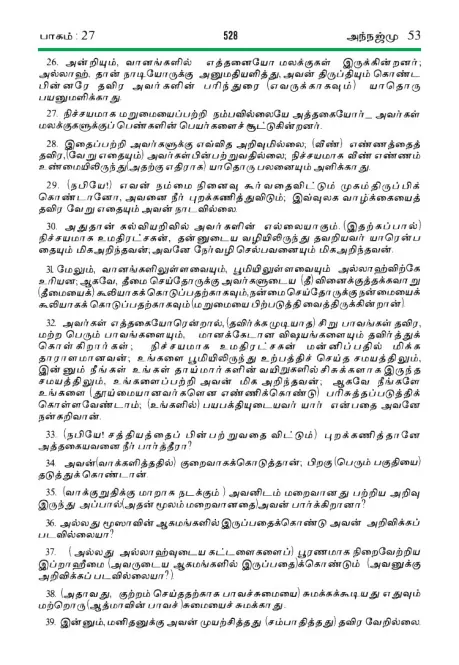 பாகம் : 27 528 அந்நஜ்மு 53
26. அன்றியும், வானங்களில் எத்தனையோ மலக்குகள் இருக்கின்றனர்;
அல்லாஹ், தான் நாடியோருக்கு அனுமதியளித்து, அவன் திருப்தியும் கொண்ட
பின்னரே தவிர அவர்களின் பரிந்துரை (எவருக்காகவும்) யாதொரு
பயனுமளிக்காது.
27. நிச்சயமாக மறுமையைப்பற்றி நம்பவில்லையே அத்தகையோர்_ அவர்கள்
மலக்குகளுக்குப் பெண்களின் பெயர்களைச் சூட்டுகின்றனர்.
28. இதைப்பற்றி அவர்களுக்கு எவ்வித அறிவுமில்லை; (வீண்) எண்ணத்தைத்
தவிர, (வேறு எதையும்) அவர்கள் பின்பற்றுவதில்லை; நிச்சயமாக வீண் எண்ணம்
உண்மையிலிருந்து (அதற்கு எதிராக) யாதொரு பலனையும் அளிக்காது.
29. (நபியே!) எவன் நம்மை நினைவு கூர்வதைவிட்டும் முகம் திருப்பிக்
கொண்டானோ, அவனை நீர் புறக்கணித்துவிடும்; இவ்வுலக வாழ்க்கையைத்
தவிர வேறு எதையும் அவன் நாடவில்லை.
30. அதுதான் கல்வியறிவில் அவர்களின் எல்லையாகும். (இதற்கப்பால்)
நிச்சயமாக உமதிரட்சகன், தன்னுடைய வழியிலிருந்து தவறியவர் யாரென்ப
தையும் மிக அறிந்தவன்; அவனே நேர்வழி செல்பவனையும் மிக அறிந்தவன்.
31. மேலும், வானங்களிலுள்ளவையும், பூமியிலுள்ளவையும் அல்லாஹ்விற்கே
உரியன; ஆகவே, தீமை செய்தோருக்கு அவர்களுடைய (தீ) வினைக்குத்தக்கவாறு
(தீமையைக்) கூலியாகக் கொடுப்பதற்காகவும், நன்மை செய்தோருக்கு நன்மையைக்
கூலியாகக் கொடுப்பதற்காகவும் (மறுமையை பிற்படுத்தி வைத்திருக்கின்றான்.)
32. அவர்கள் எத்தகையோரென்றால், (தவிர்க்க முடியாத) சிறு பாவங்கள் தவிர,
மற்ற பெரும் பாவங்களையும், மானக்கேடான விஷயங்களையும் தவிர்த்துக்
கொள்கிறார்கள்; நிச்சயமாக உமதிரட்சகன் மன்னிப்பதில் மிக்க
தாராளமானவன்; உங்களை பூமியிலிருந்து உற்பத்திச் செய்த சமயத்திலும்,
இன்னும் நீங்கள் உங்கள் தாய்மார்களின் வயிறுகளில் சிசுக்களாக இருந்த
சமயத்திலும், உங்களைப்பற்றி அவன் மிக அறிந்தவன்; ஆகவே நீங்களே
உங்களை (தூய்மையானவர்களென எண்ணிக்கொண்டு) பரிசுத்தப்படுத்திக்
கொள்ளவேண்டாம்; (உங்களில்) பயபக்தியுடையவர் யார் என்பதை அவனே
நன்கறிவான்.
33. (நபியே! சத்தியத்தைப் பின்பற்றுவதை விட்டும்) புறக்கணித்தானே
அத்தகையவனை நீர் பார்த்தீரா?
34. அவன் (வாக்களித்ததில்) குறைவாகக்கொடுத்தான்; பிறகு (பெரும் பகுதியை)
தடுத்துக் கொண்டான்.
35. (வாக்குறுதிக்கு மாறாக நடக்கும்) அவனிடம் மறைவானது பற்றிய அறிவு
இருந்து அப்பால் (அதன் மூலம் மறைவானதை) அவன் பார்க்கிறானா?
36. அல்லது மூஸாவின் ஆகமங்களில் இருப்பதைக்கொண்டு அவன் அறிவிக்கப்
படவில்லையா?
37. (அல்லது அல்லாஹ்வுடைய கட்டளைகளைப்) பூரணமாக நிறைவேற்றிய
இப்றாஹீமை (அவருடைய ஆகமங்களில் இருப்பதை)க்கொண்டும் (அவனுக்கு
அறிவிக்கப் படவில்லையா?)
38. (அதாவது, குற்றம் செய்ததற்காக பாவச்சுமையை) சுமக்கக்கூடியது எதுவும்
மற்றொரு (ஆத்மாவின் பாவச்) சுமையைச் சுமக்காது.
39. இன்னும், மனிதனுக்கு அவன் முயற்சித்தது (சம்பாதித்தது) தவிர வேறில்லை.